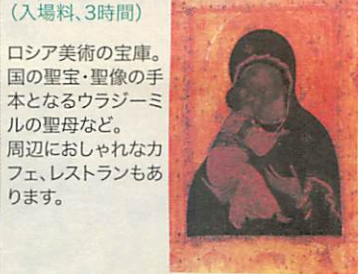 (入場料、3時間)
ロシア美術の宝庫。
国の聖宝・聖像の手
本となるウラジーミ
ルの聖母など。
周辺におしゃれなカ
フェ、レストランもあ
ります。